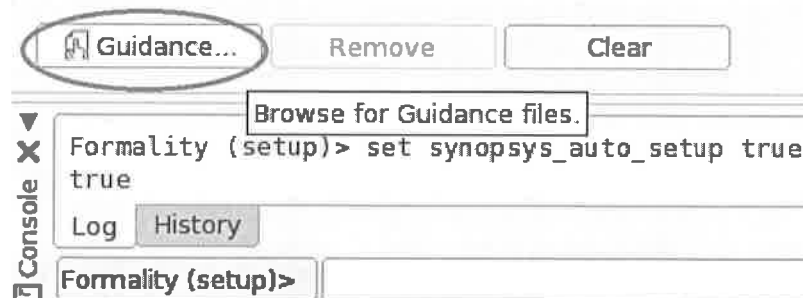 Guidance... Remove Clear
Browse for Guidance files.
Formality (setup)> set synopsys_auto_setup true
true
Log History
Console
Formality (setup)>